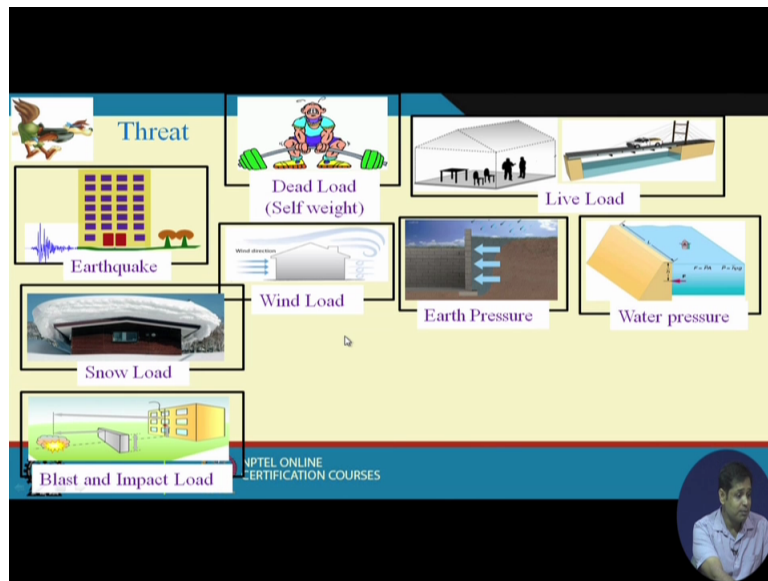 Threat
Dead Load
(Self weight)
Live Load
Earthquake
Wind direction
Wind Load
Earth Pressure
Water pressure
Snow Load
Blast and Impact Load
NPTEL ONLINE
CERTIFICATION COURSES